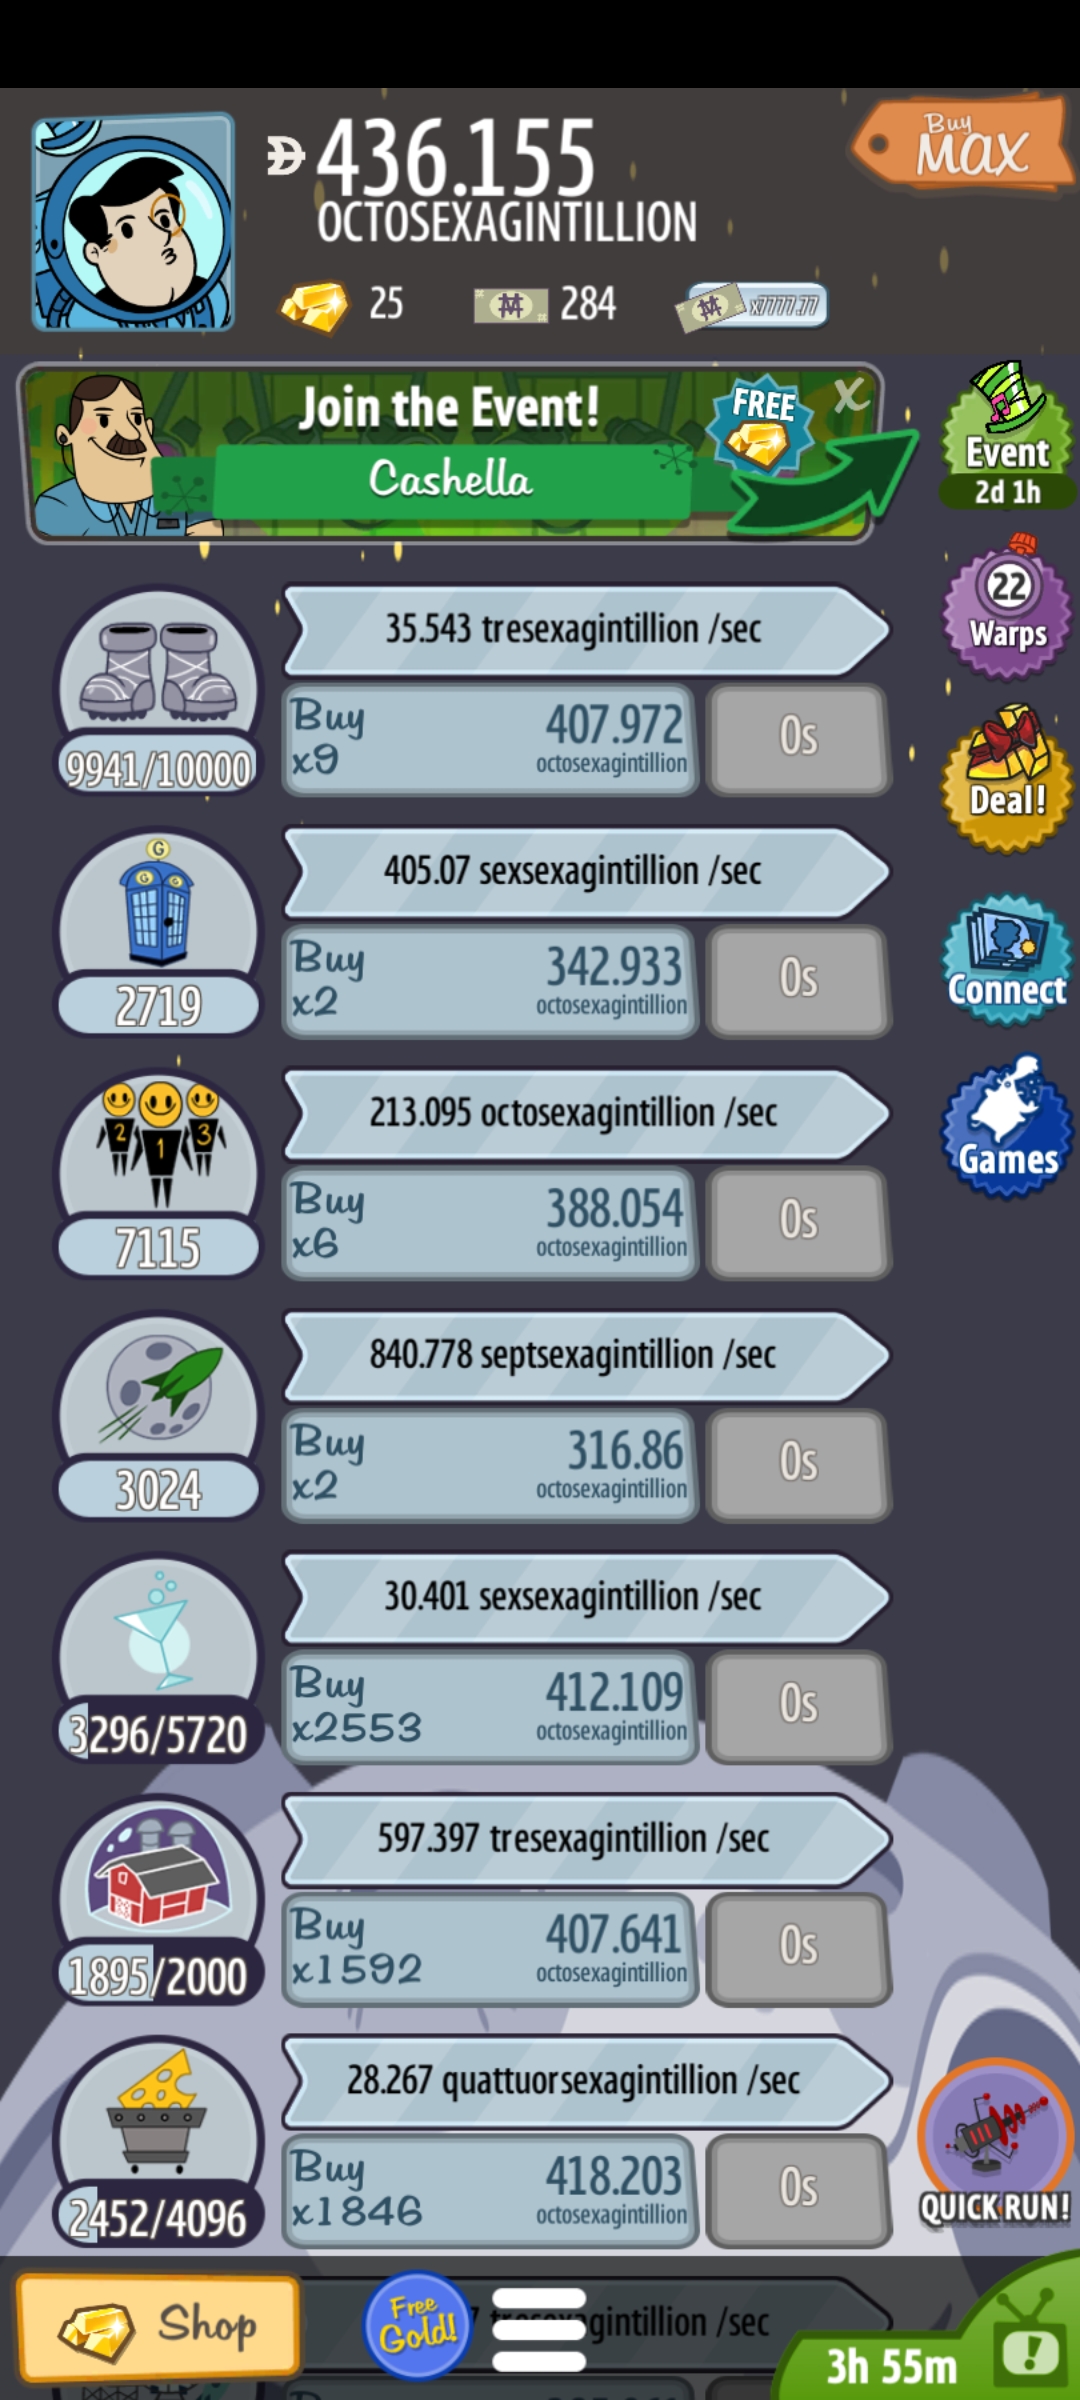 436.155
OCTOSEXAGINTILLION
Buy
MAX
25
284
x7777.77
Join the Event!
Cashella
FREE
X
Event
2d 1h
35.543 tresexagintillion /sec
Buy
x9
407.972
octosexagintillion
0s
9941/10000
22
Warps
Deal!
G
G G
405.07 sexsexagintillion /sec
Buy
x2
342.933
octosexagintillion
0s
2719
Connect
2 1 3
213.095 octosexagintillion /sec
Buy
x6
388.054
octosexagintillion
0s
7115
Games
840.778 septsexagintillion /sec
Buy
x2
316.86
octosexagintillion
0s
3024
30.401 sexsexagintillion /sec
Buy
x2553
412.109
octosexagintillion
0s
3296/5720
597.397 tresexagintillion /sec
Buy
x1592
407.641
octosexagintillion
0s
1895/2000
28.267 quattuorsexagintillion /sec
Buy
x1846
418.203
octosexagintillion
0s
2452/4096
QUICK RUN!
Shop
Free
Gold!
/sec
3h 55m